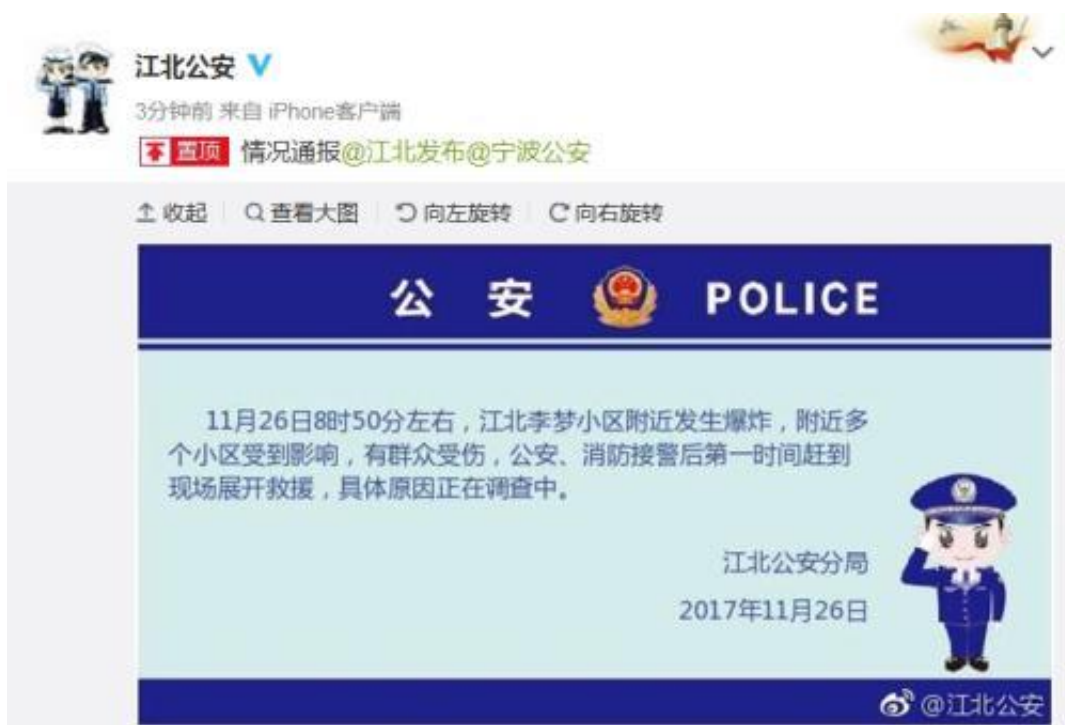 江北公安 V
3分钟前 来自 iPhone客户端
置顶 情况通报@江北发布@宁波公安
收起 查看大图 向左旋转 向右旋转
公 安 POLICE
11月26日8时50分左右，江北李梦小区附近发生爆炸，附近多
个小区受到影响，有群众受伤，公安、消防接警后第一时间赶到
现场展开救援，具体原因正在调查中。
江北公安分局
2017年11月26日
@江北公安